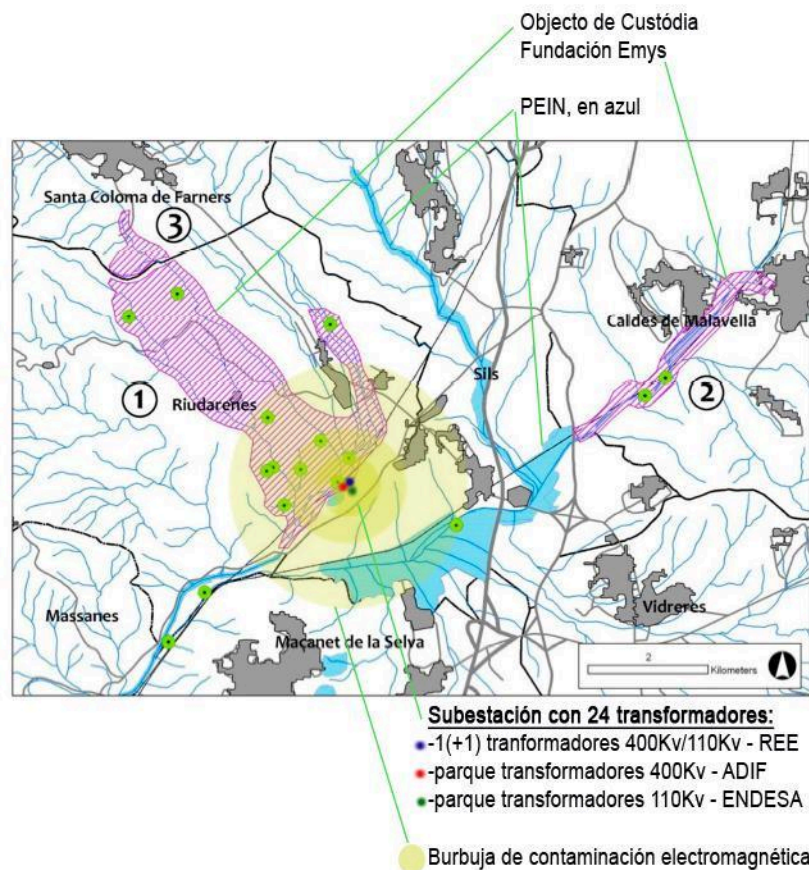 Objecto de Custódia
Fundación Emys
PEIN, en azul
Santa Coloma de Farners
3
Caldes de Malavella
Sils
1
2
Riudarenes
Massanes
Vidreres
Maçanet de la Selva
2
Kilometers
Subestación con 24 transformadores:
-1(+1) tranformadores 400Kv/110Kv - REE
-parque transformadores 400Kv - ADIF
-parque transformadores 110Kv - ENDESA
Burbuja de contaminación electromagnética